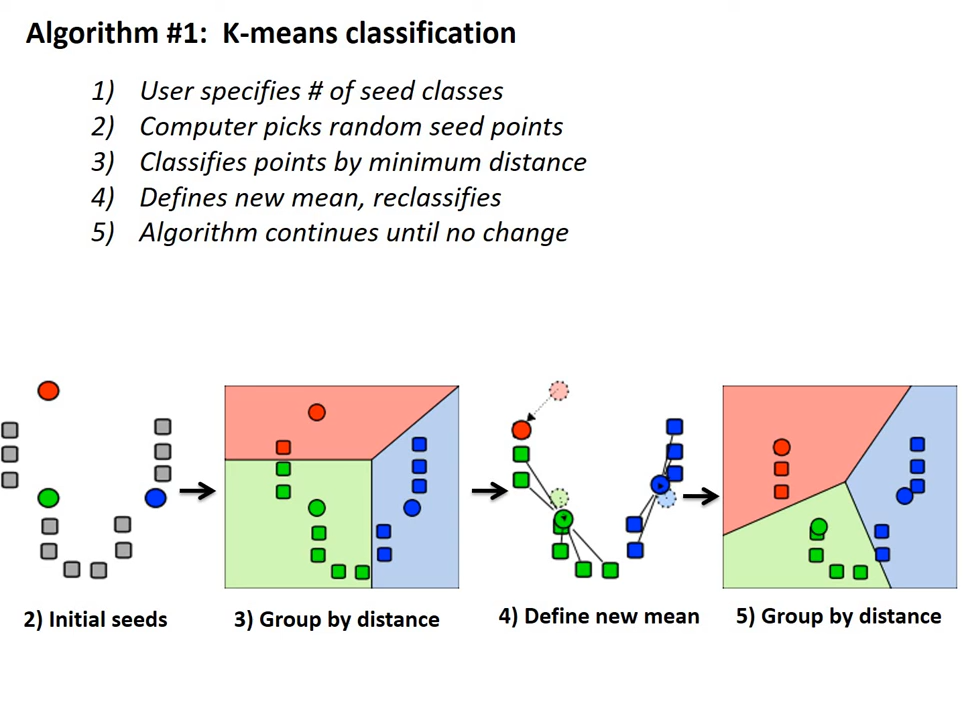 Algorithm #1: K-means classification
1) User specifies # of seed classes
2) Computer picks random seed points
3) Classifies points by minimum distance
4) Defines new mean, reclassifies
5) Algorithm continues until no change
2) Initial seeds
3) Group by distance
4) Define new mean
5) Group by distance